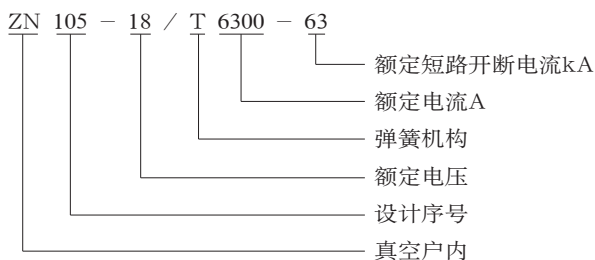 ZN 105 – 18 / T 6300 – 63
额定短路开断电流kA
额定电流A
弹簧机构
额定电压
设计序号
真空户内